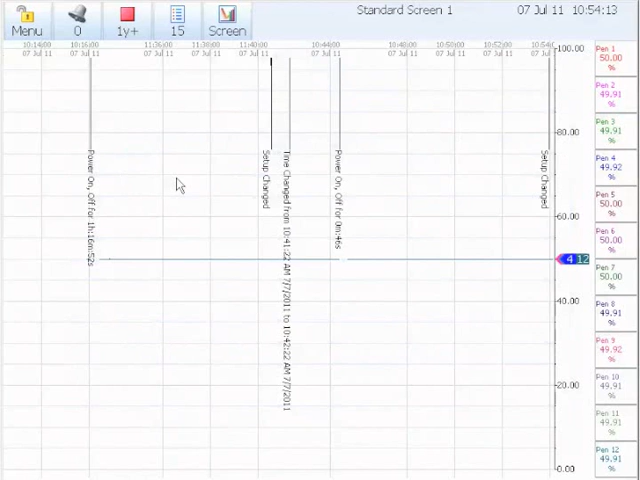 Menu
0
1y+
15
Screen
Standard Screen 1
07 Jul 11 10:54:13
10:14:00 10:16:00 11:36:00 11:38:00 11:40:00 10:44:00 10:48:00 10:50:00 10:52:00 10:54:
07 Jul 11 07 Jul 11 07 Jul 11 07 Jul 11 07 Jul 11 07 Jul 11 07 Jul 11 07 Jul 11 07 Jul 11 07 Jul 11
100.00
80.00
60.00
40.00
20.00
0.00
Power On, Off for 1h:16m:52s
Setup Changed
Time Changed from 10:41:22 AM 7/7/2011 to 10:42:22 AM 7/7/2011
Power On, Off for 0m:46s
Setup Changed
4 12
Pen 1
50.00
%
Pen 2
49.91
%
Pen 3
49.91
%
Pen 4
49.92
%
Pen 5
50.00
%
Pen 6
50.00
%
Pen 7
50.00
%
Pen 8
49.91
%
Pen 9
49.92
%
Pen 10
49.91
%
Pen 11
49.91
%
Pen 12
49.91
%